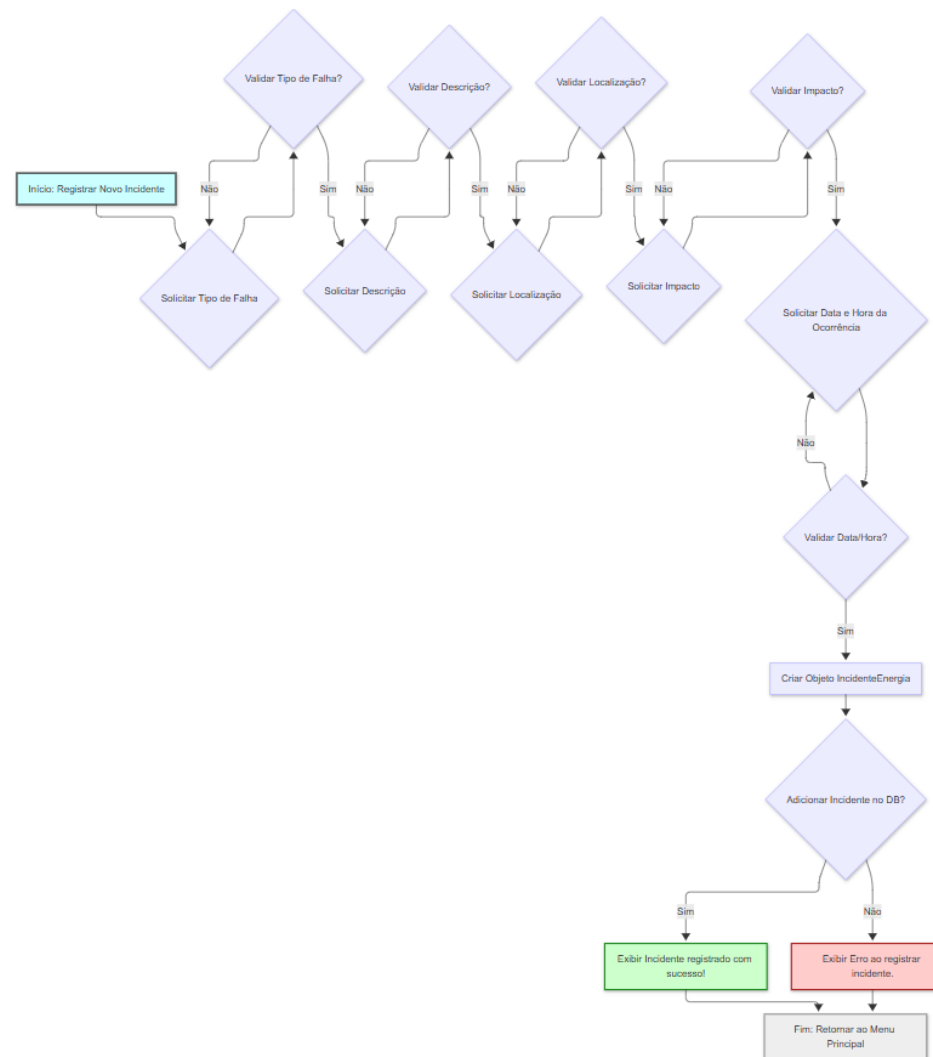 Validar Tipo de Falha?
Validar Descrição?
Validar Localização?
Validar Impacto?
Início: Registrar Novo Incidente
Não
Sim
Não
Sim
Não
Sim
Não
Sim
Solicitar Tipo de Falha
Solicitar Descrição
Solicitar Localização
Solicitar Impacto
Solicitar Data e Hora da
Ocorrência
Não
Validar Data/Hora?
Sim
Criar Objeto IncidenteEnergia
Adicionar Incidente no DB?
Sim
Não
Exibir Incidente registrado com
sucesso!
Exibir Erro ao registrar
incidente.
Fim: Retornar ao Menu
Principal